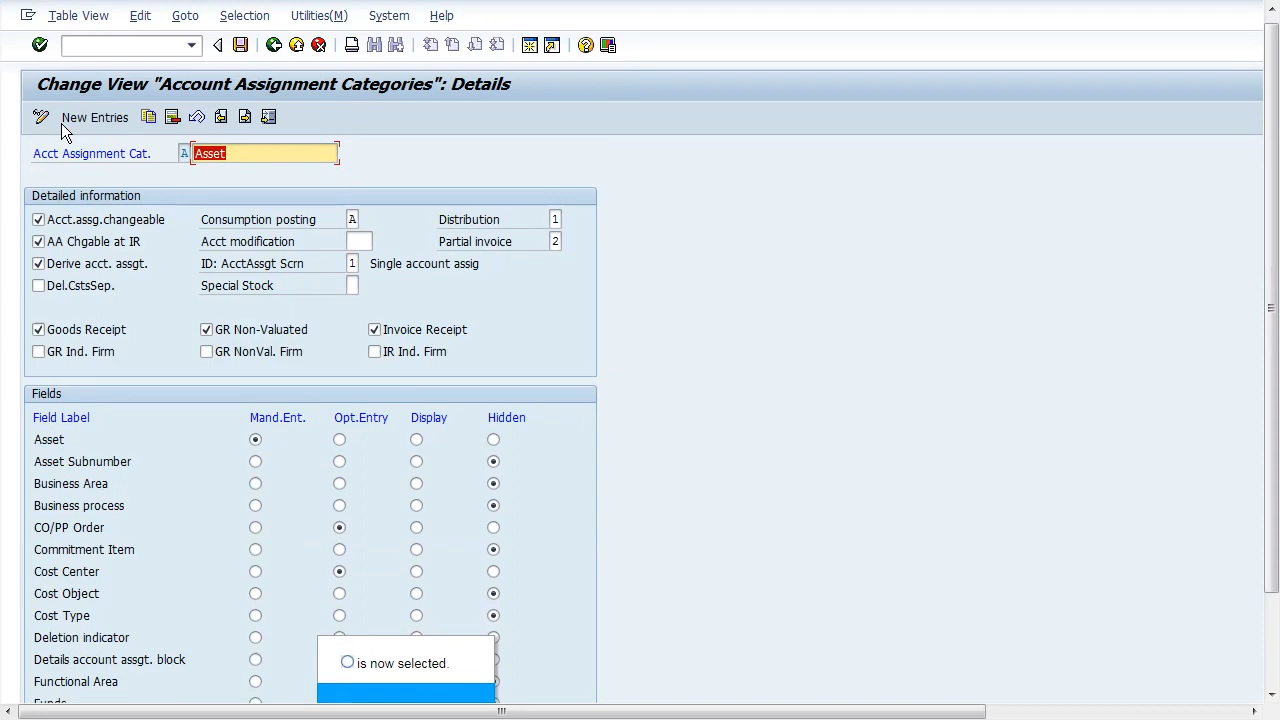 Table View Edit Goto Selection Utilities(M) System Help
Change View "Account Assignment Categories": Details
New Entries
Acct Assignment Cat. A Asset
Detailed information
Acct.assg.changeable Consumption posting A Distribution 1
AA Chgable at IR Acct modification Partial invoice 2
Derive acct. assgt. ID: AcctAssgt Scrn 1 Single account assig
Del.CstsSep. Special Stock
Goods Receipt GR Non-Valuated Invoice Receipt
GR Ind. Firm GR NonVal. Firm IR Ind. Firm
Fields
Field Label Mand.Ent. Opt.Entry Display Hidden
Asset
Asset Subnumber
Business Area
Business process
CO/PP Order
Commitment Item
Cost Center
Cost Object
Cost Type
Deletion indicator
Details account assgt. block
is now selected.
Functional Area
Funds